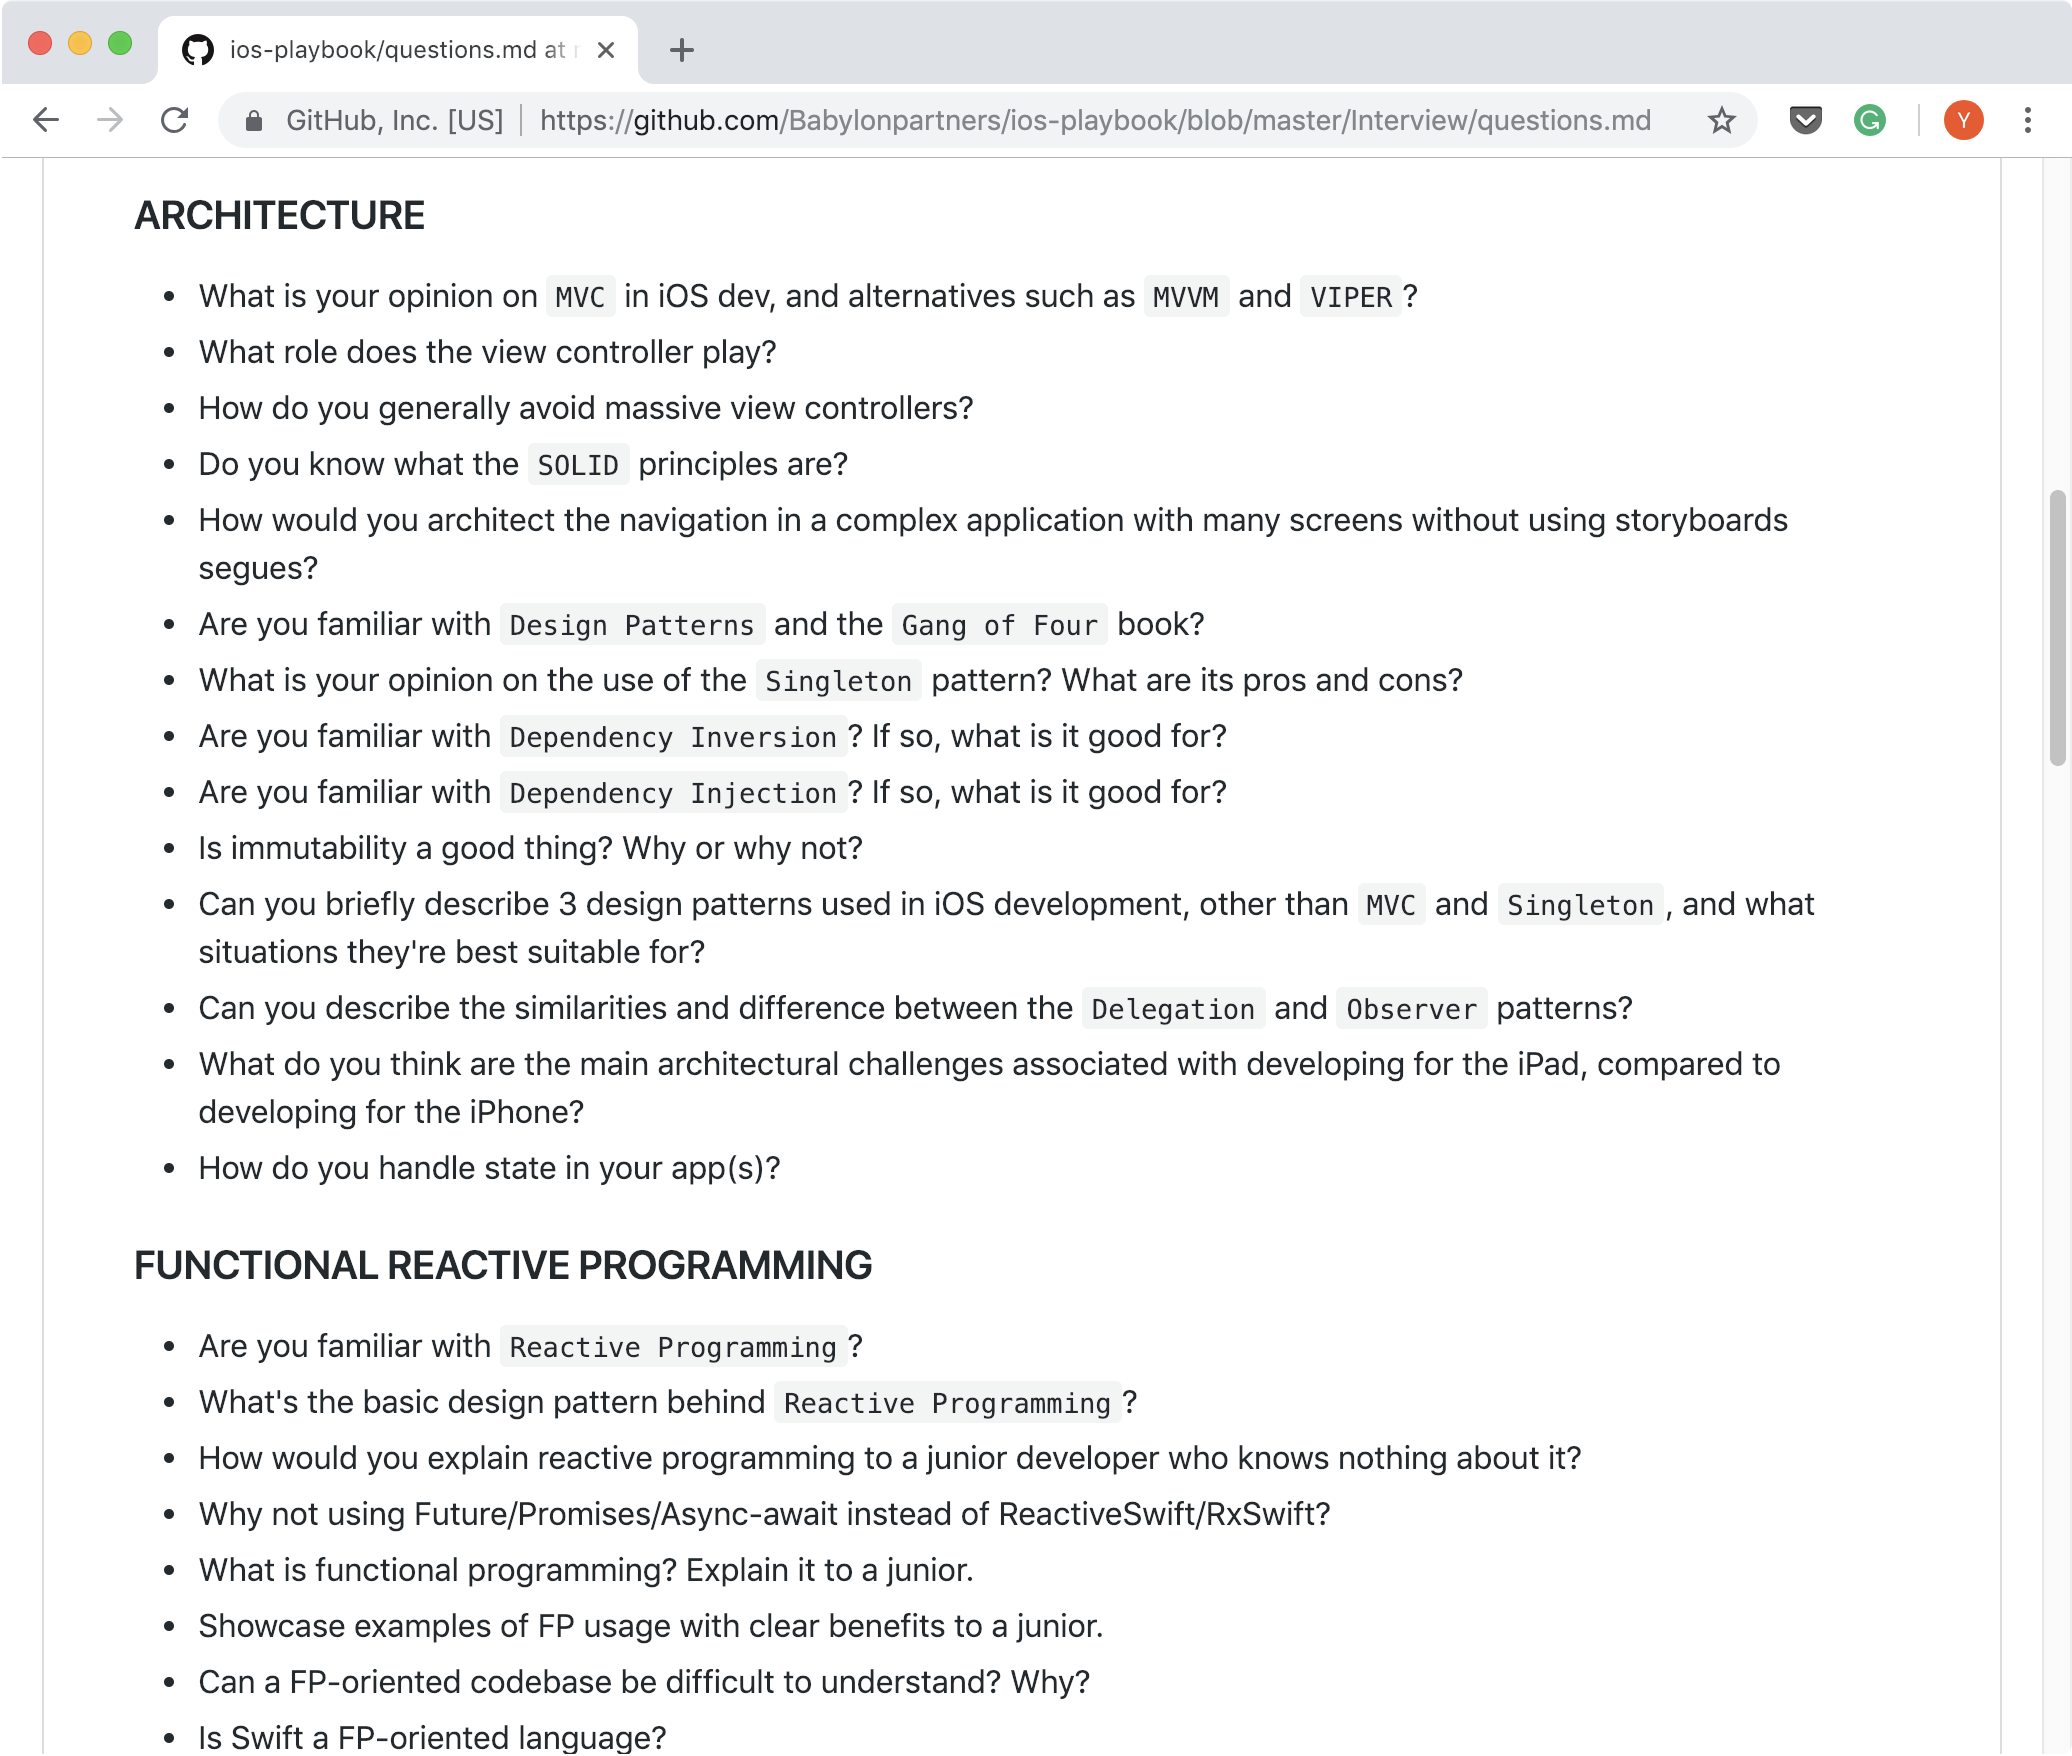 ios-playbook/questions.md at
GitHub, Inc. [US] | https://github.com/Babylonpartners/ios-playbook/blob/master/Interview/questions.md
Y
ARCHITECTURE
• What is your opinion on MVC in iOS dev, and alternatives such as MVVM and VIPER?
• What role does the view controller play?
• How do you generally avoid massive view controllers?
• Do you know what the SOLID principles are?
• How would you architect the navigation in a complex application with many screens without using storyboards
segues?
• Are you familiar with Design Patterns and the Gang of Four book?
• What is your opinion on the use of the Singleton pattern? What are its pros and cons?
• Are you familiar with Dependency Inversion? If so, what is it good for?
• Are you familiar with Dependency Injection? If so, what is it good for?
• Is immutability a good thing? Why or why not?
• Can you briefly describe 3 design patterns used in iOS development, other than MVC and Singleton, and what
situations they're best suitable for?
• Can you describe the similarities and difference between the Delegation and Observer patterns?
• What do you think are the main architectural challenges associated with developing for the iPad, compared to
developing for the iPhone?
• How do you handle state in your app(s)?
FUNCTIONAL REACTIVE PROGRAMMING
• Are you familiar with Reactive Programming?
• What's the basic design pattern behind Reactive Programming?
• How would you explain reactive programming to a junior developer who knows nothing about it?
• Why not using Future/Promises/Async-await instead of ReactiveSwift/RxSwift?
• What is functional programming? Explain it to a junior.
• Showcase examples of FP usage with clear benefits to a junior.
• Can a FP-oriented codebase be difficult to understand? Why?
• Is Swift a FP-oriented language?